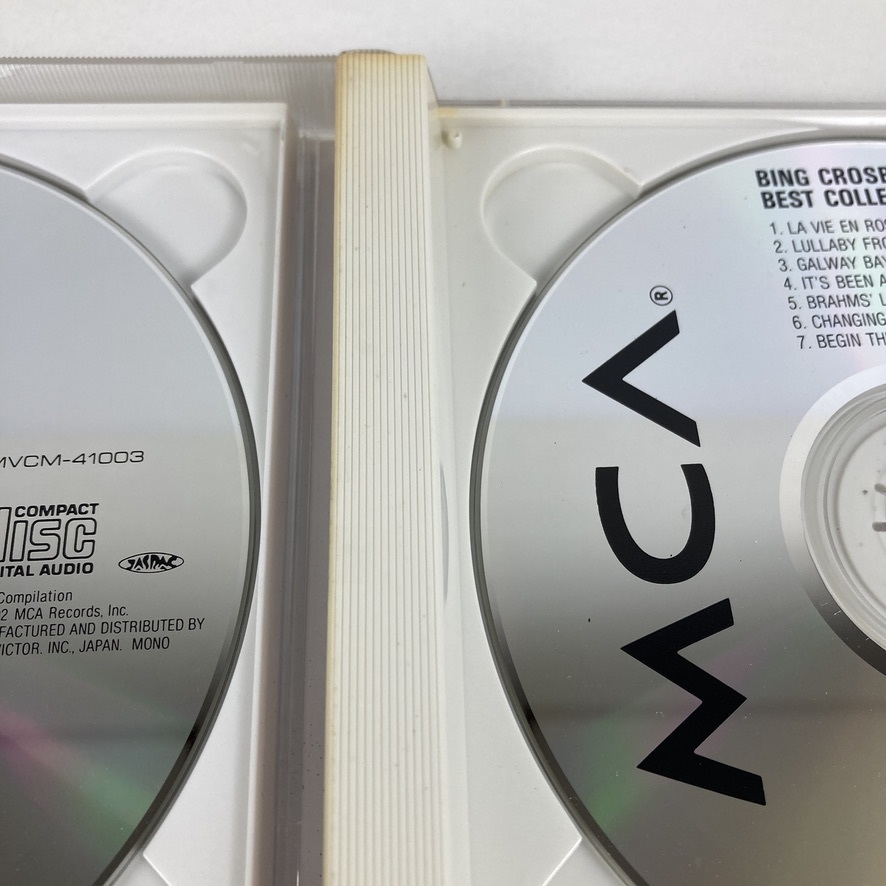 MVCM-41003
COMPACT
DISC
ITAL AUDIO
JASRAC
Compilation
2 MCA Records, Inc.
FACTURED AND DISTRIBUTED BY
VICTOR. INC., JAPAN. MONO
BING CROSB
BEST COLLE
1. LA VIE EN ROS
2. LULLABY FRO
3. GALWAY BAY
4. IT'S BEEN A
5. BRAHMS' L
6. CHANGING
7. BEGIN TH
MCA®